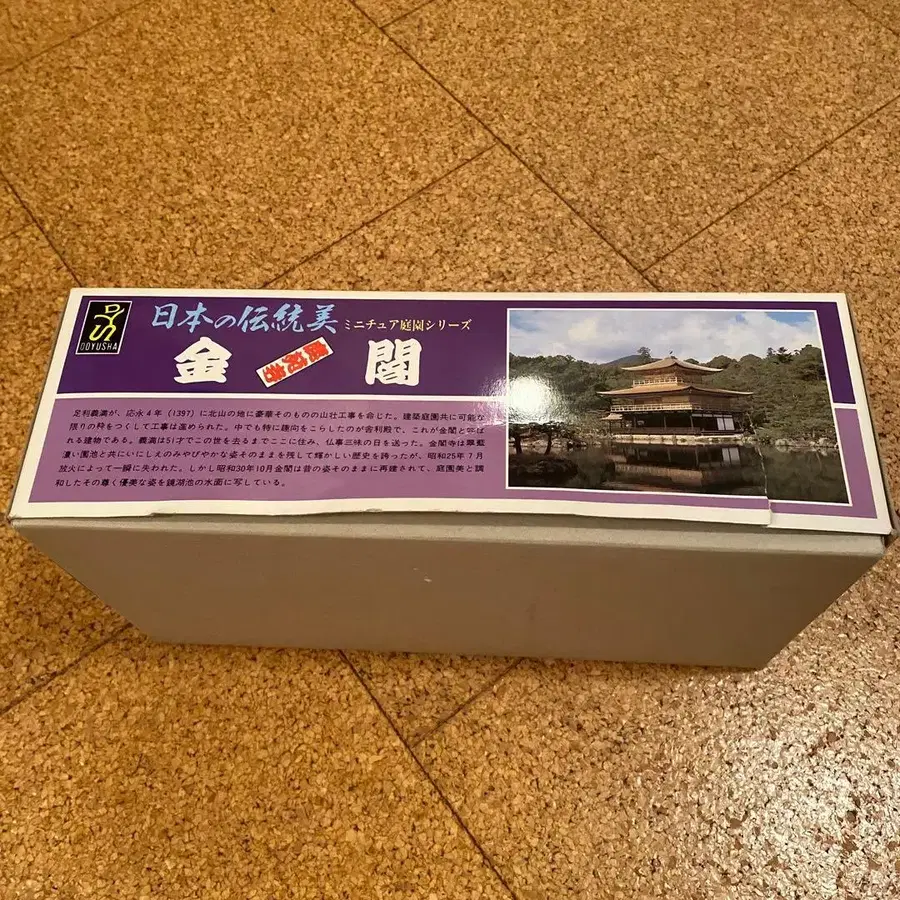 DOYUSHA
日本の伝統美 ミニチュア庭園シリーズ
金 閣
足利義満が、応永4年(1397)に北山の地に豪華そのものの山壮工事を命じた。建築庭園共に可能な
限りの枠をつくして工事は進められた。中でも特に趣向をこらしたのが舎利殿で、これが金閣と呼ば
れる建物である。義満は51才でこの世を去るまでここに住み、仏事三昧の日を送った。金閣寺は翠藍
濃い園池と共にいにしえのみやびやかな姿そのままを残して輝かしい歴史を誇ったが、昭和25年7月
放火によって一瞬に失われた。しかし昭和30年10月金閣は昔の姿そのままに再建されて、庭園美と調
和したその尊く優美な姿を鏡湖池の水面に写している。